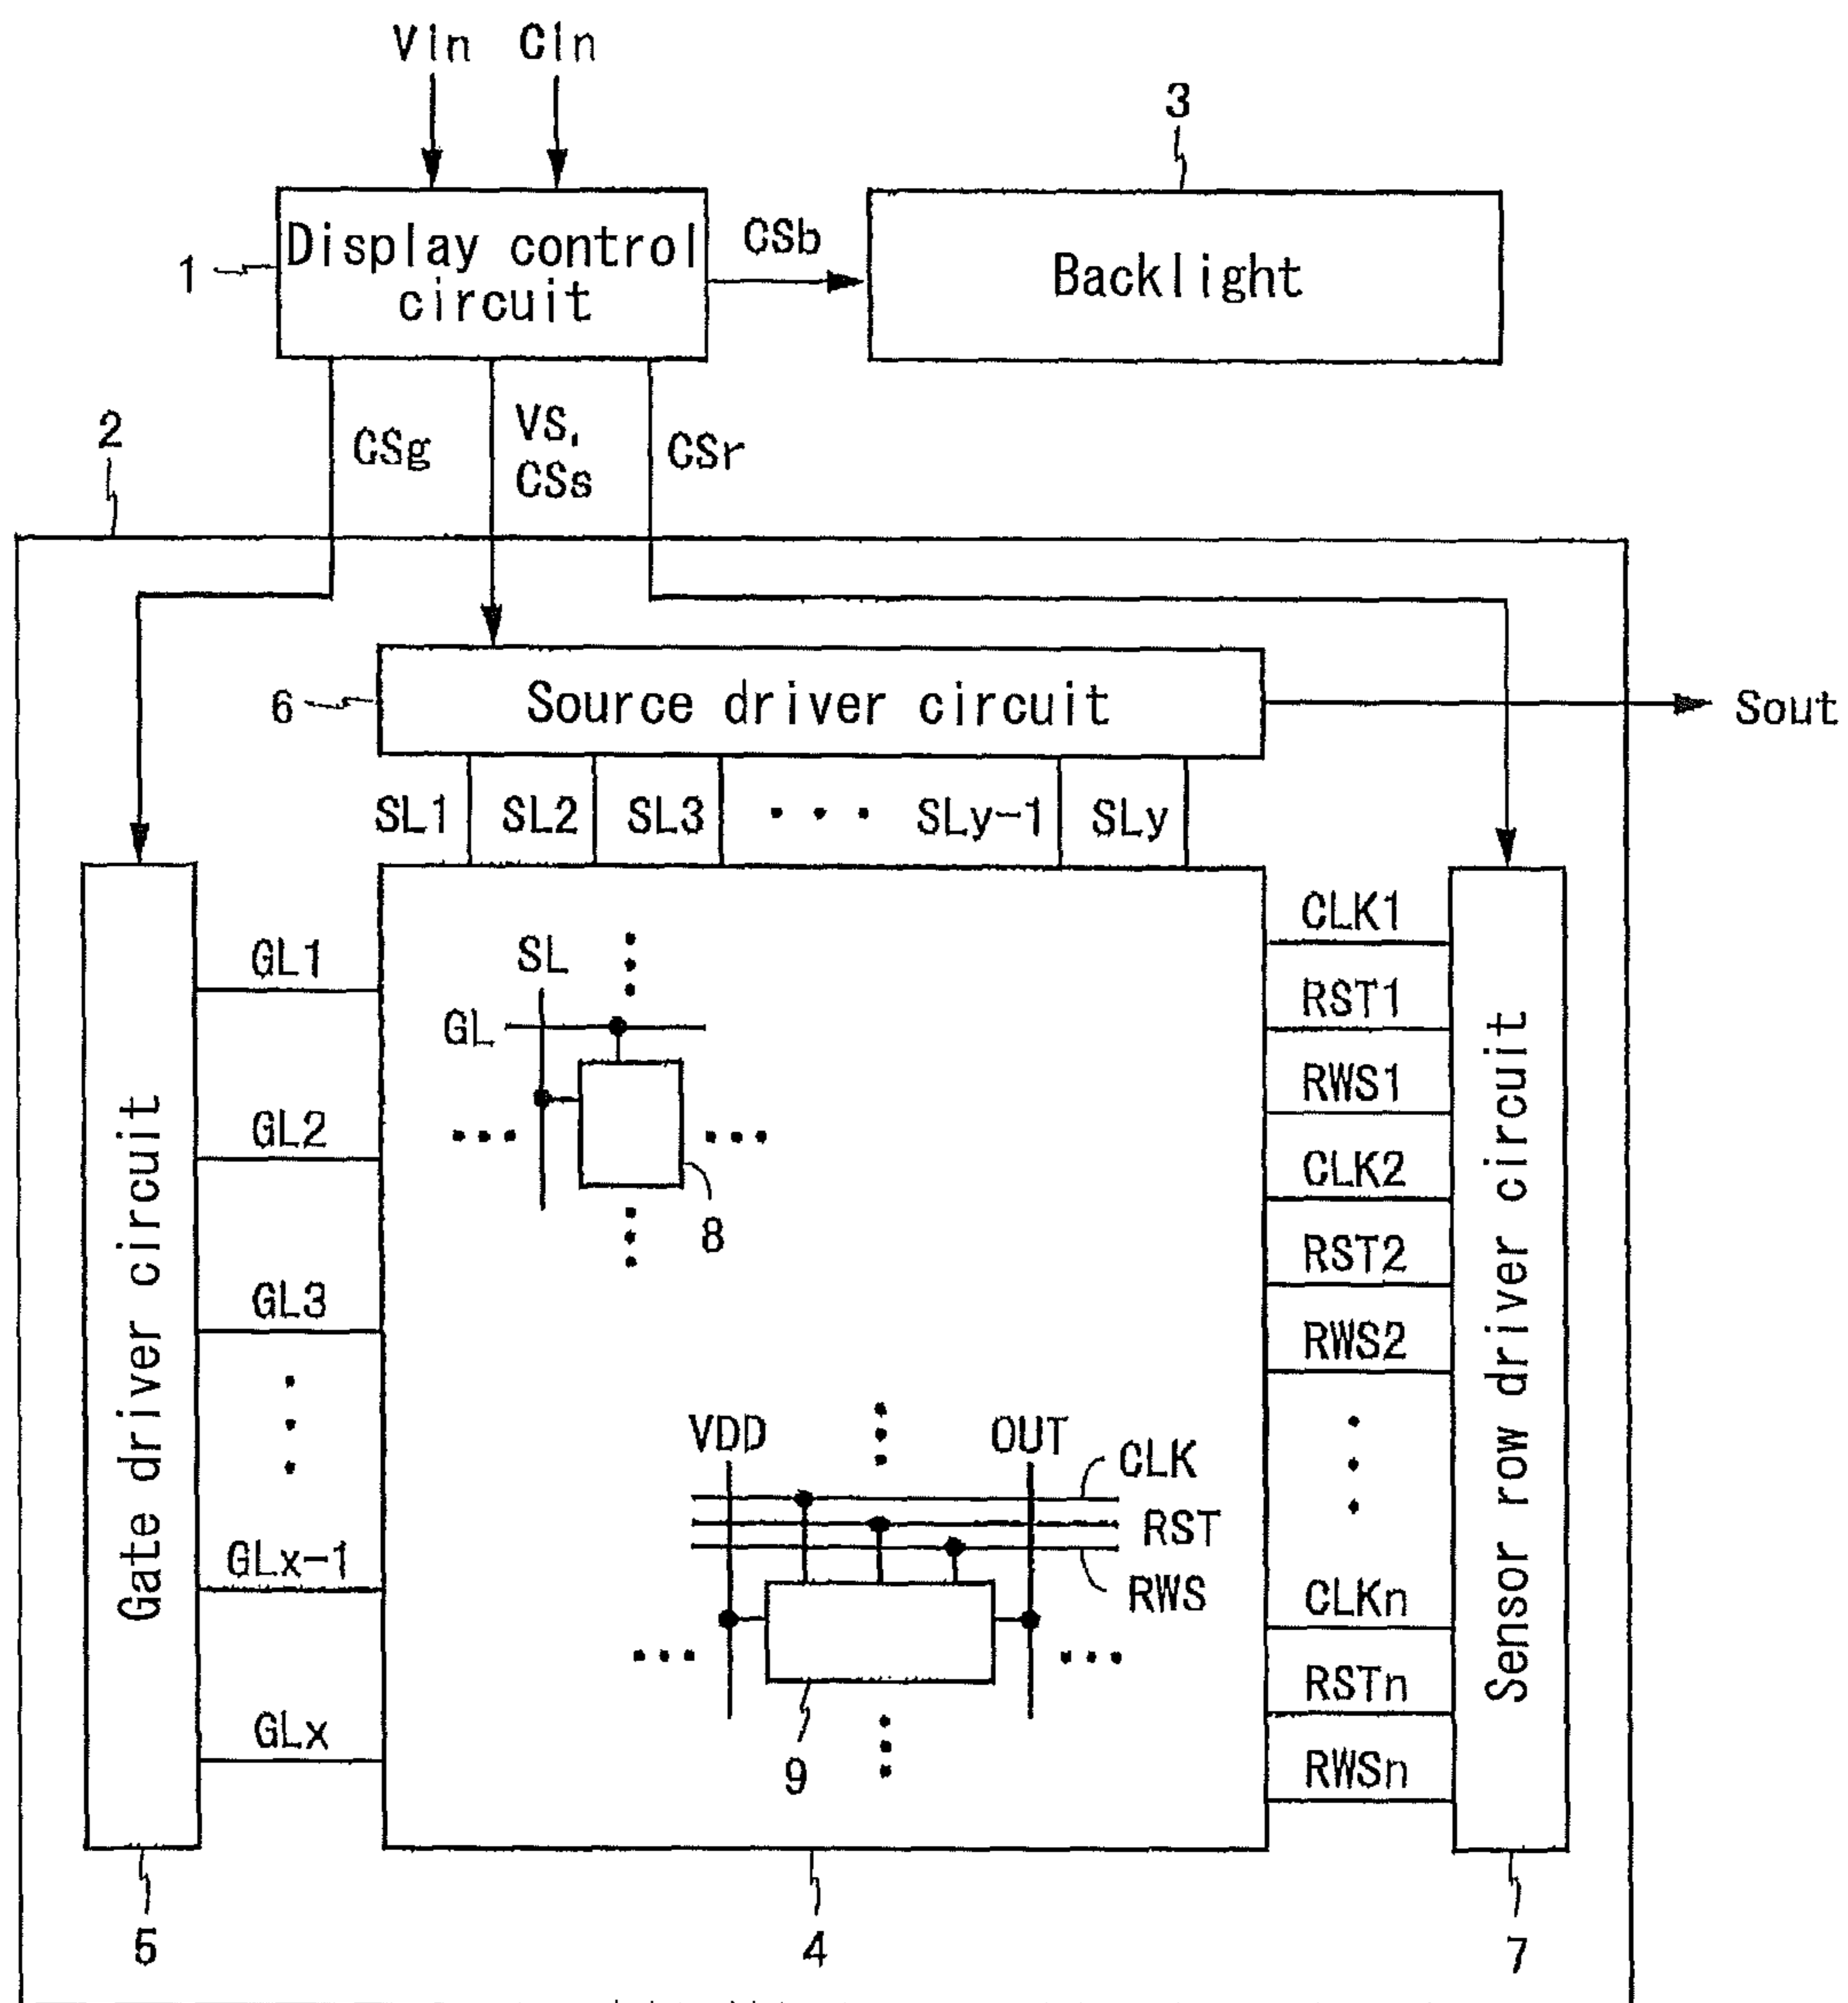 VIn CIn
3
1
Display control
circuit
CSb
Backlight
2
CSg
VS,
CSs
CSr
6
Source driver circuit
Sout
SL1 SL2 SL3 ··· SLy-1 SLy
Gate driver circuit
GL1
GL2
GL3
GLx-1
GLx
SL
GL
8
VDD
OUT
CLK
RST
RWS
9
CLK1
RST1
RWS1
CLK2
RST2
RWS2
CLKn
RSTn
RWSn
Sensor row driver circuit
5
4
7